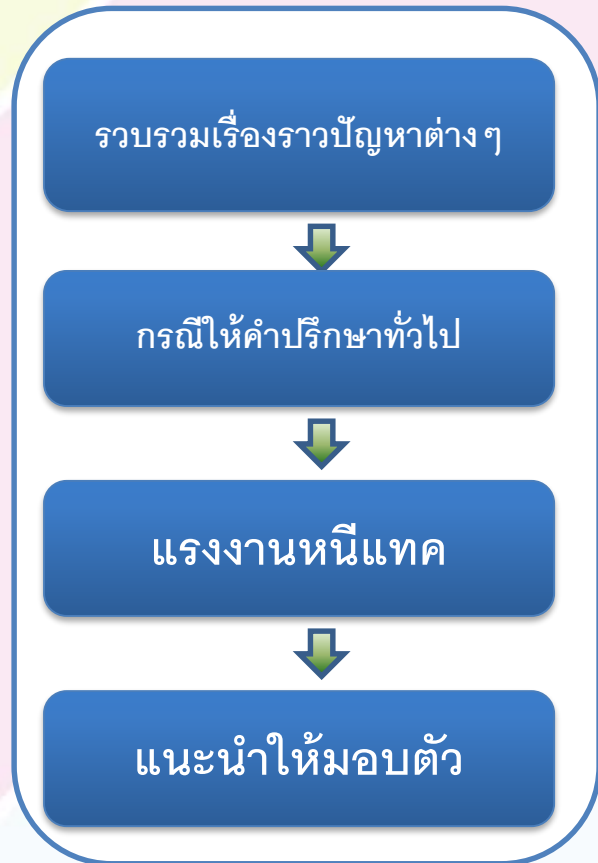 รวบรวมเรื่องราวปัญหาต่าง ๆ
กรณีให้คำปรึกษาทั่วไป
แรงงานหนีแทค
แนะนำให้มอบตัว